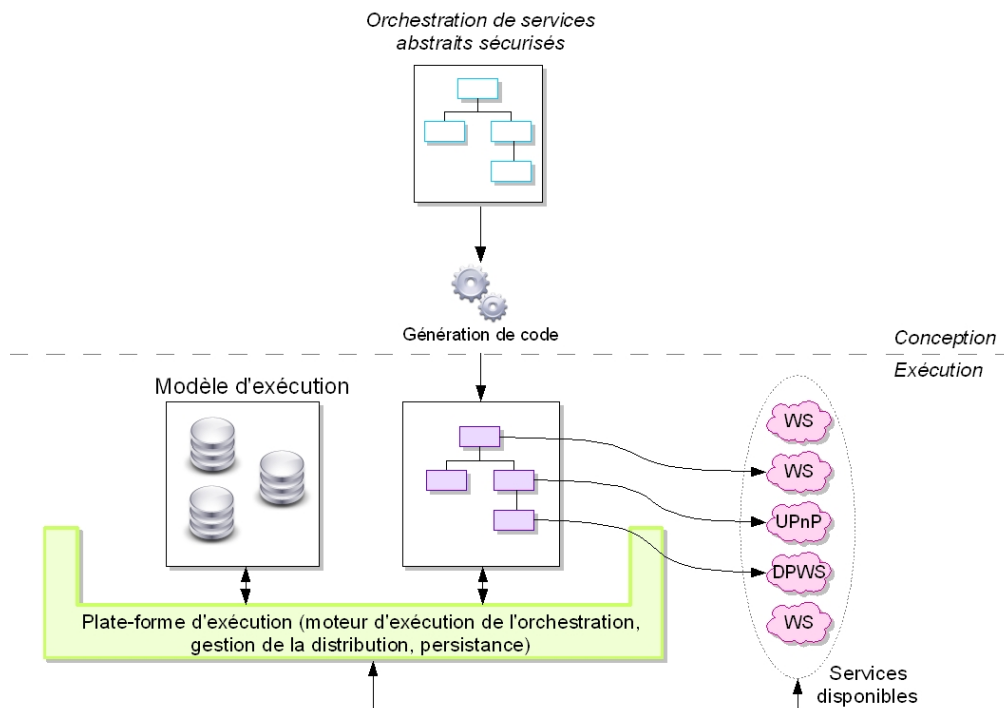 Orchestration de services
abstraits sécurisés
Génération de code
Conception
Exécution
Modèle d'exécution
WS
WS
UPnP
DPWS
WS
Plate-forme d'exécution (moteur d'exécution de l'orchestration,
gestion de la distribution, persistance)
Services
disponibles